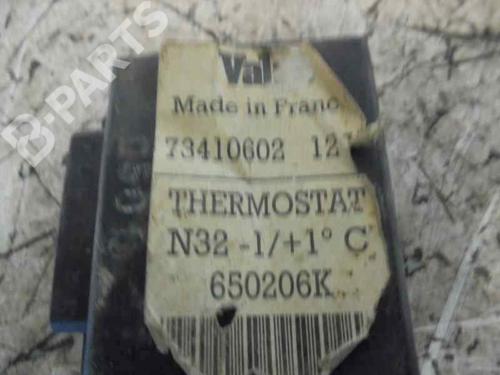 B-PARTS
Val
Made in Franc
73410602 12
THERMOSTAT
N32 -1/+1° C
650206K